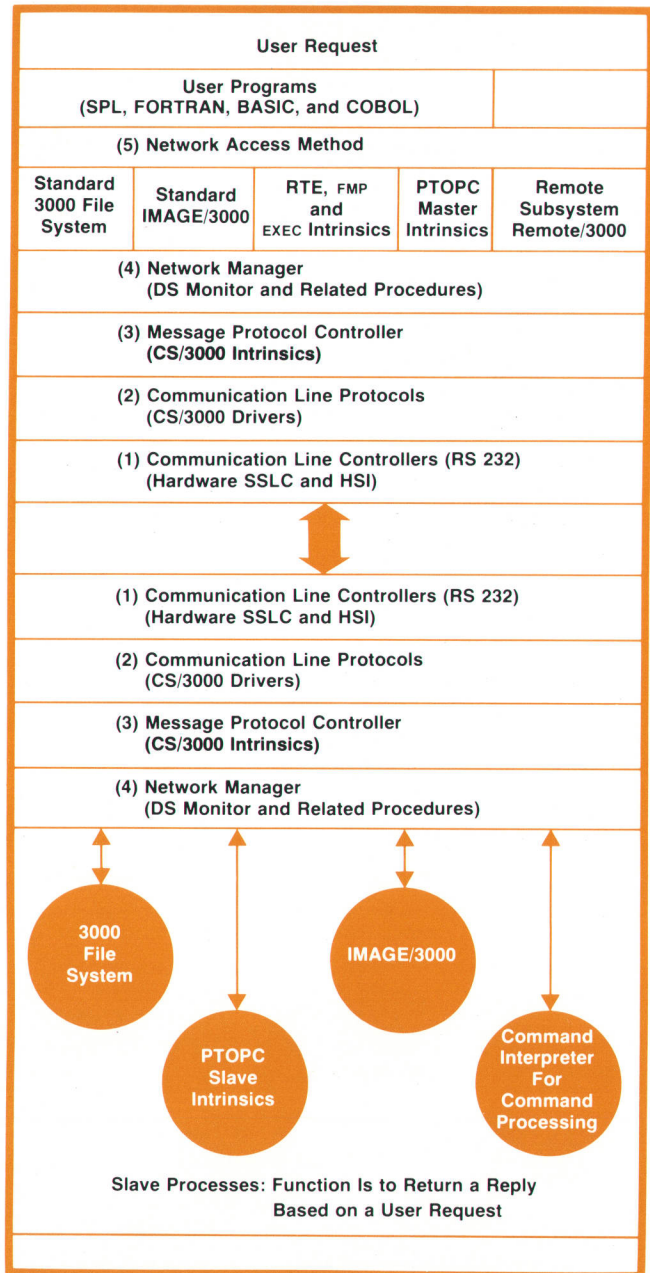 User Request
User Programs
(SPL, FORTRAN, BASIC, and COBOL)
(5) Network Access Method
Standard
3000 File
System
Standard
IMAGE/3000
RTE, FMP
and
EXEC Intrinsics
PTOPC
Master
Intrinsics
Remote
Subsystem
Remote/3000
(4) Network Manager
(DS Monitor and Related Procedures)
(3) Message Protocol Controller
(CS/3000 Intrinsics)
(2) Communication Line Protocols
(CS/3000 Drivers)
(1) Communication Line Controllers (RS 232)
(Hardware SSLC and HSI)
(1) Communication Line Controllers (RS 232)
(Hardware SSLC and HSI)
(2) Communication Line Protocols
(CS/3000 Drivers)
(3) Message Protocol Controller
(CS/3000 Intrinsics)
(4) Network Manager
(DS Monitor and Related Procedures)
3000
File
System
IMAGE/3000
PTOPC
Slave
Intrinsics
Command
Interpreter
For
Command
Processing
Slave Processes: Function Is to Return a Reply
Based on a User Request